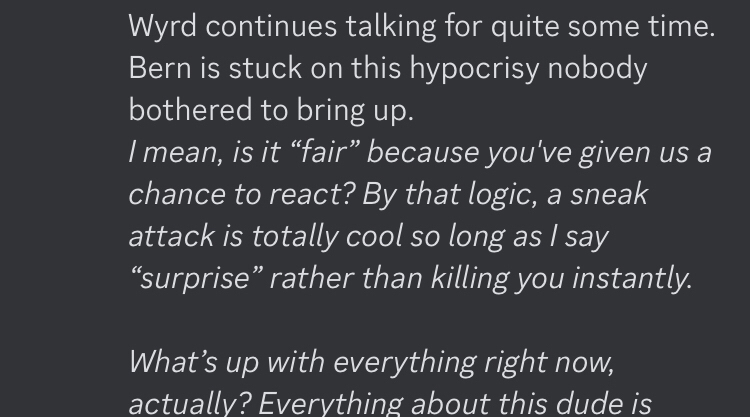 Wyrd continues talking for quite some time.
Bern is stuck on this hypocrisy nobody
bothered to bring up.
I mean, is it “fair” because you've given us a
chance to react? By that logic, a sneak
attack is totally cool so long as I say
“surprise” rather than killing you instantly.
What’s up with everything right now,
actually? Everything about this dude is